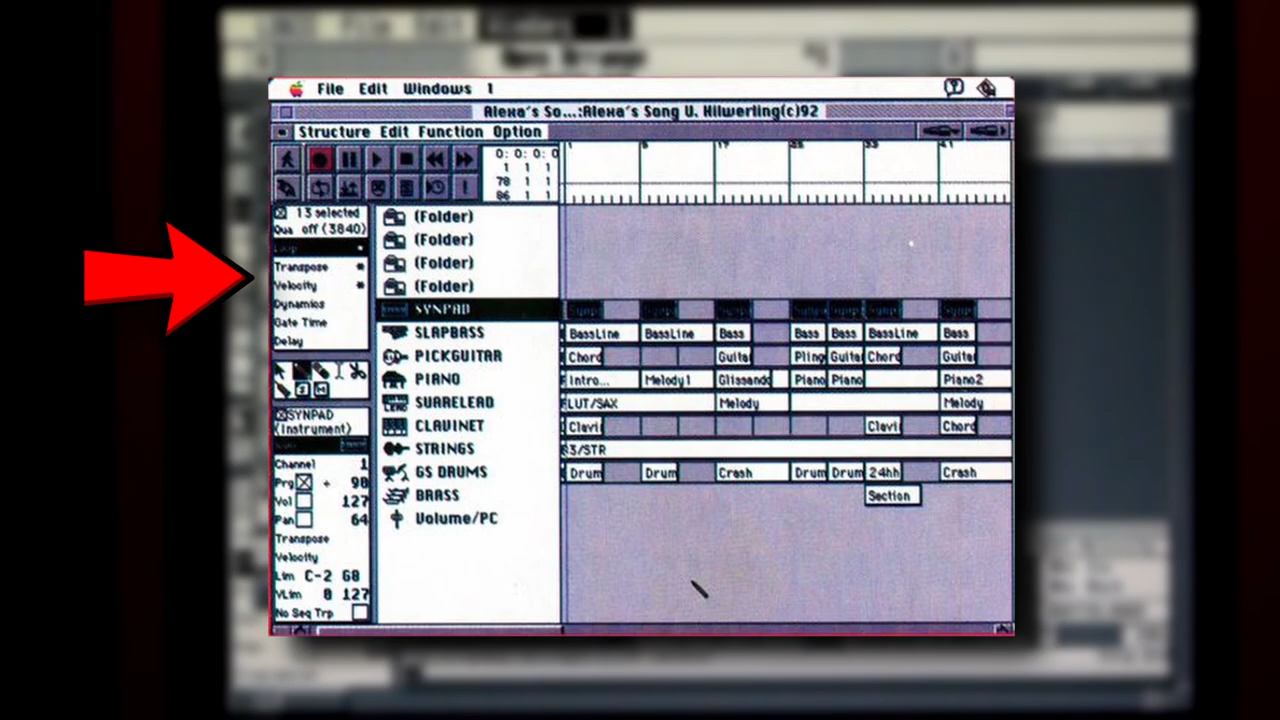 File Edit Windows 1
Alexa's So...:Alexa's Song U. Hilwerling(c)92
Structure Edit Function Option
0: 0: 0: 0
1 1 1
78 1 1
86 1 1
1 17 25 33 41
13 selected
Qua off (3840)
Loop
Transpose
Velocity
Dynamics
Gate Time
Delay
(Folder)
(Folder)
(Folder)
(Folder)
SYNPAD
SLAPBASS BassLine BassLine Bass Bass Bass BassLine Bass
PICKGUITAR Chord Guita Pling Guita Chord Guita
PIANO Intro... Melody1 Glissando Piano Piano Piano2
SURRELEAD LUT/SAX Melody Melody
CLAVINET Clavi Clavi Chord
STRINGS 3/STR
GS DRUMS Drum Drum Crash Drum Drum 24hh Crash
BRASS Section
Volume/PC
SYNPAD
(Instrument)
Channel 1
Prg + 90
Vol 127
Pan 64
Transpose
Velocity
Lim C-2 G8
VLim 0 127
No Seq Trp